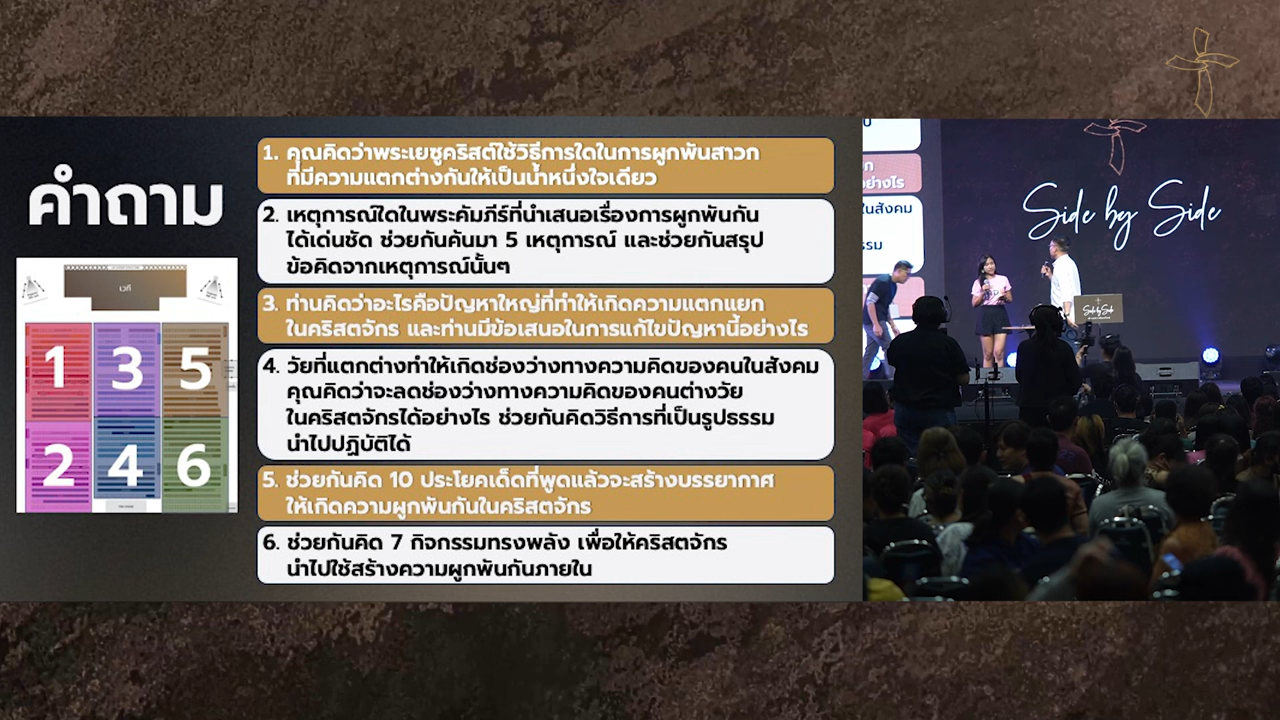 คำถาม
เวที
1
3
5
2
4
6
1. คุณคิดว่าพระเยซูคริสต์ใช้วิธีการใดในการผูกพันสาวก
ที่มีความแตกต่างกันให้เป็นน้ำหนึ่งใจเดียว
2. เหตุการณ์ใดในพระคัมภีร์ที่นำเสนอเรื่องการผูกพันกัน
ได้เด่นชัด ช่วยกันค้นมา 5 เหตุการณ์ และช่วยกันสรุป
ข้อคิดจากเหตุการณ์นั้นๆ
3. ท่านคิดว่าอะไรคือปัญหาใหญ่ที่ทำให้เกิดความแตกแยก
ในคริสตจักร และท่านมีข้อเสนอในการแก้ไขปัญหานี้อย่างไร
4. วัยที่แตกต่างทำให้เกิดช่องว่างทางความคิดของคนในสังคม
คุณคิดว่าจะลดช่องว่างทางความคิดของคนต่างวัย
ในคริสตจักรได้อย่างไร ช่วยกันคิดวิธีการที่เป็นรูปธรรม
นำไปปฏิบัติได้
5. ช่วยกันคิด 10 ประโยคเด็ดที่พูดแล้วจะสร้างบรรยากาศ
ให้เกิดความผูกพันกันในคริสตจักร
6. ช่วยกันคิด 7 กิจกรรมทรงพลัง เพื่อให้คริสตจักร
นำไปใช้สร้างความผูกพันกันภายใน
ย่างไร
ในสังคม
รรม
Side by Side
Side by Side